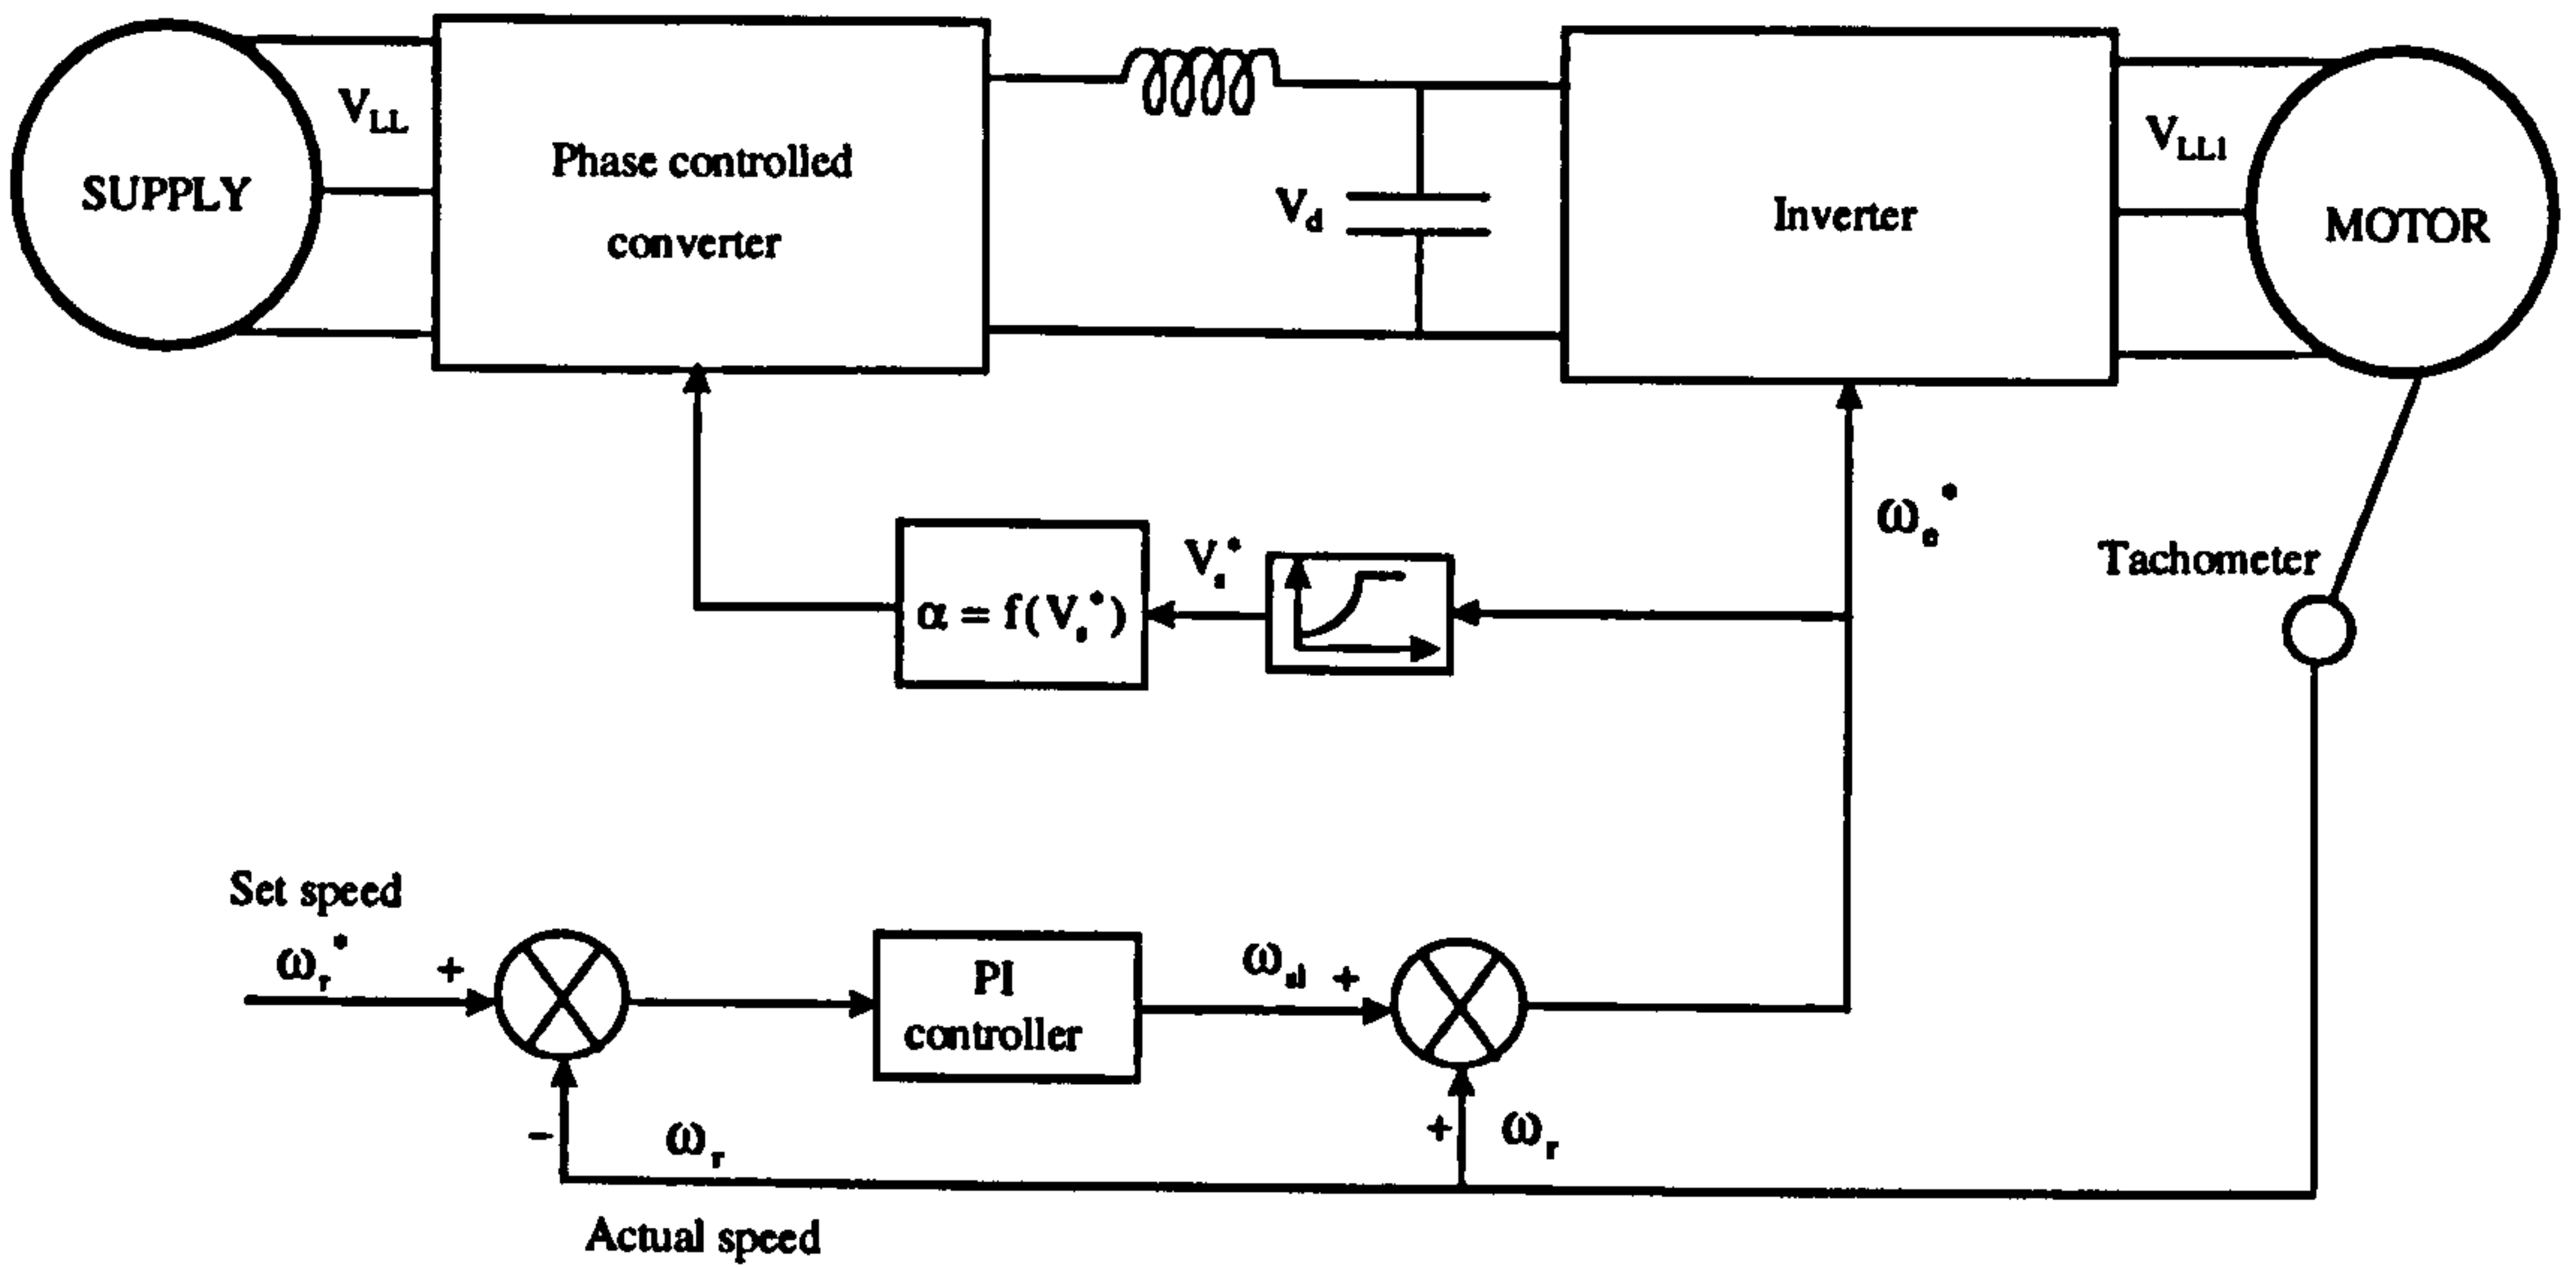 SUPPLY
V_LL
Phase controlled
converter
V_d
Inverter
V_LL1
MOTOR
ω_e*
Tachometer
α = f(V_s*)
V_s*
Set speed
ω_r*
+
PI
controller
ω_sl
+
−
ω_r
+
ω_r
Actual speed